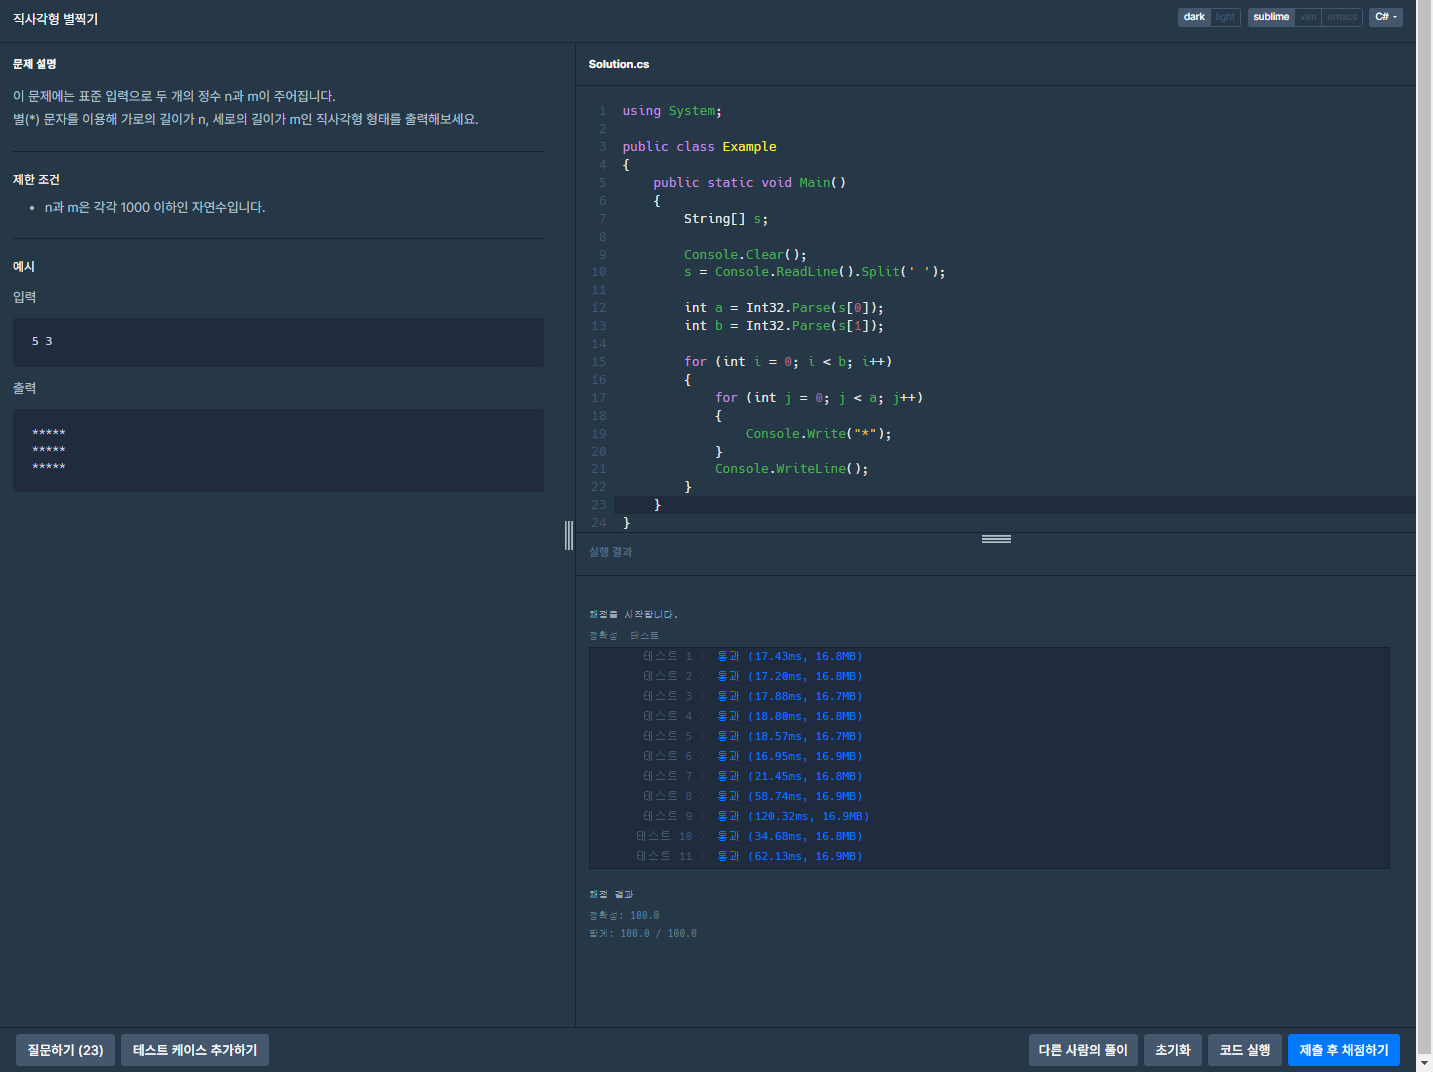 직사각형 별찍기
dark light sublime vim emacs C#
문제 설명
이 문제에는 표준 입력으로 두 개의 정수 n과 m이 주어집니다.
별(*) 문자를 이용해 가로의 길이가 n, 세로의 길이가 m인 직사각형 형태를 출력해보세요.
제한 조건
• n과 m은 각각 1000 이하인 자연수입니다.
예시
입력
5 3
출력
*****
*****
*****
Solution.cs
1 using System;
2
3 public class Example
4 {
5 public static void Main()
6 {
7 String[] s;
8
9 Console.Clear();
10 s = Console.ReadLine().Split(' ');
11
12 int a = Int32.Parse(s[0]);
13 int b = Int32.Parse(s[1]);
14
15 for (int i = 0; i < b; i++)
16 {
17 for (int j = 0; j < a; j++)
18 {
19 Console.Write("*");
20 }
21 Console.WriteLine();
22 }
23 }
24 }
실행 결과
채점을 시작합니다.
정확성 테스트
테스트 1 〉 통과 (17.43ms, 16.8MB)
테스트 2 〉 통과 (17.20ms, 16.8MB)
테스트 3 〉 통과 (17.88ms, 16.7MB)
테스트 4 〉 통과 (18.80ms, 16.8MB)
테스트 5 〉 통과 (18.57ms, 16.7MB)
테스트 6 〉 통과 (16.95ms, 16.9MB)
테스트 7 〉 통과 (21.45ms, 16.8MB)
테스트 8 〉 통과 (58.74ms, 16.9MB)
테스트 9 〉 통과 (120.32ms, 16.9MB)
테스트 10 〉 통과 (34.68ms, 16.8MB)
테스트 11 〉 통과 (62.13ms, 16.9MB)
채점 결과
정확성: 100.0
합계: 100.0 / 100.0
질문하기 (23) 테스트 케이스 추가하기 다른 사람의 풀이 초기화 코드 실행 제출 후 채점하기